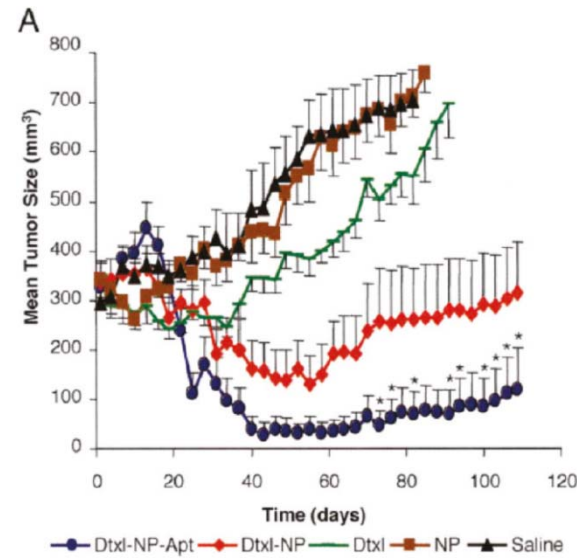 A
Mean Tumor Size (mm³)
800
700
600
500
400
300
200
100
0
* * * * * * * *
0 20 40 60 80 100 120
Time (days)
Dtxl-NP-Apt Dtxl-NP Dtxl NP Saline